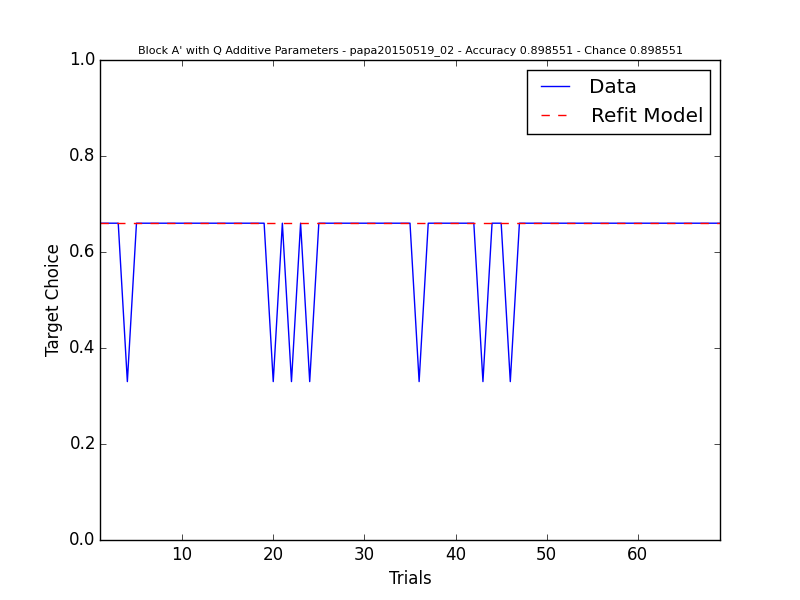 Block A' with Q Additive Parameters - papa20150519_02 - Accuracy 0.898551 - Chance 0.898551
1.0
Data
Refit Model
0.8
0.6
Target Choice
0.4
0.2
0.0
10 20 30 40 50 60
Trials